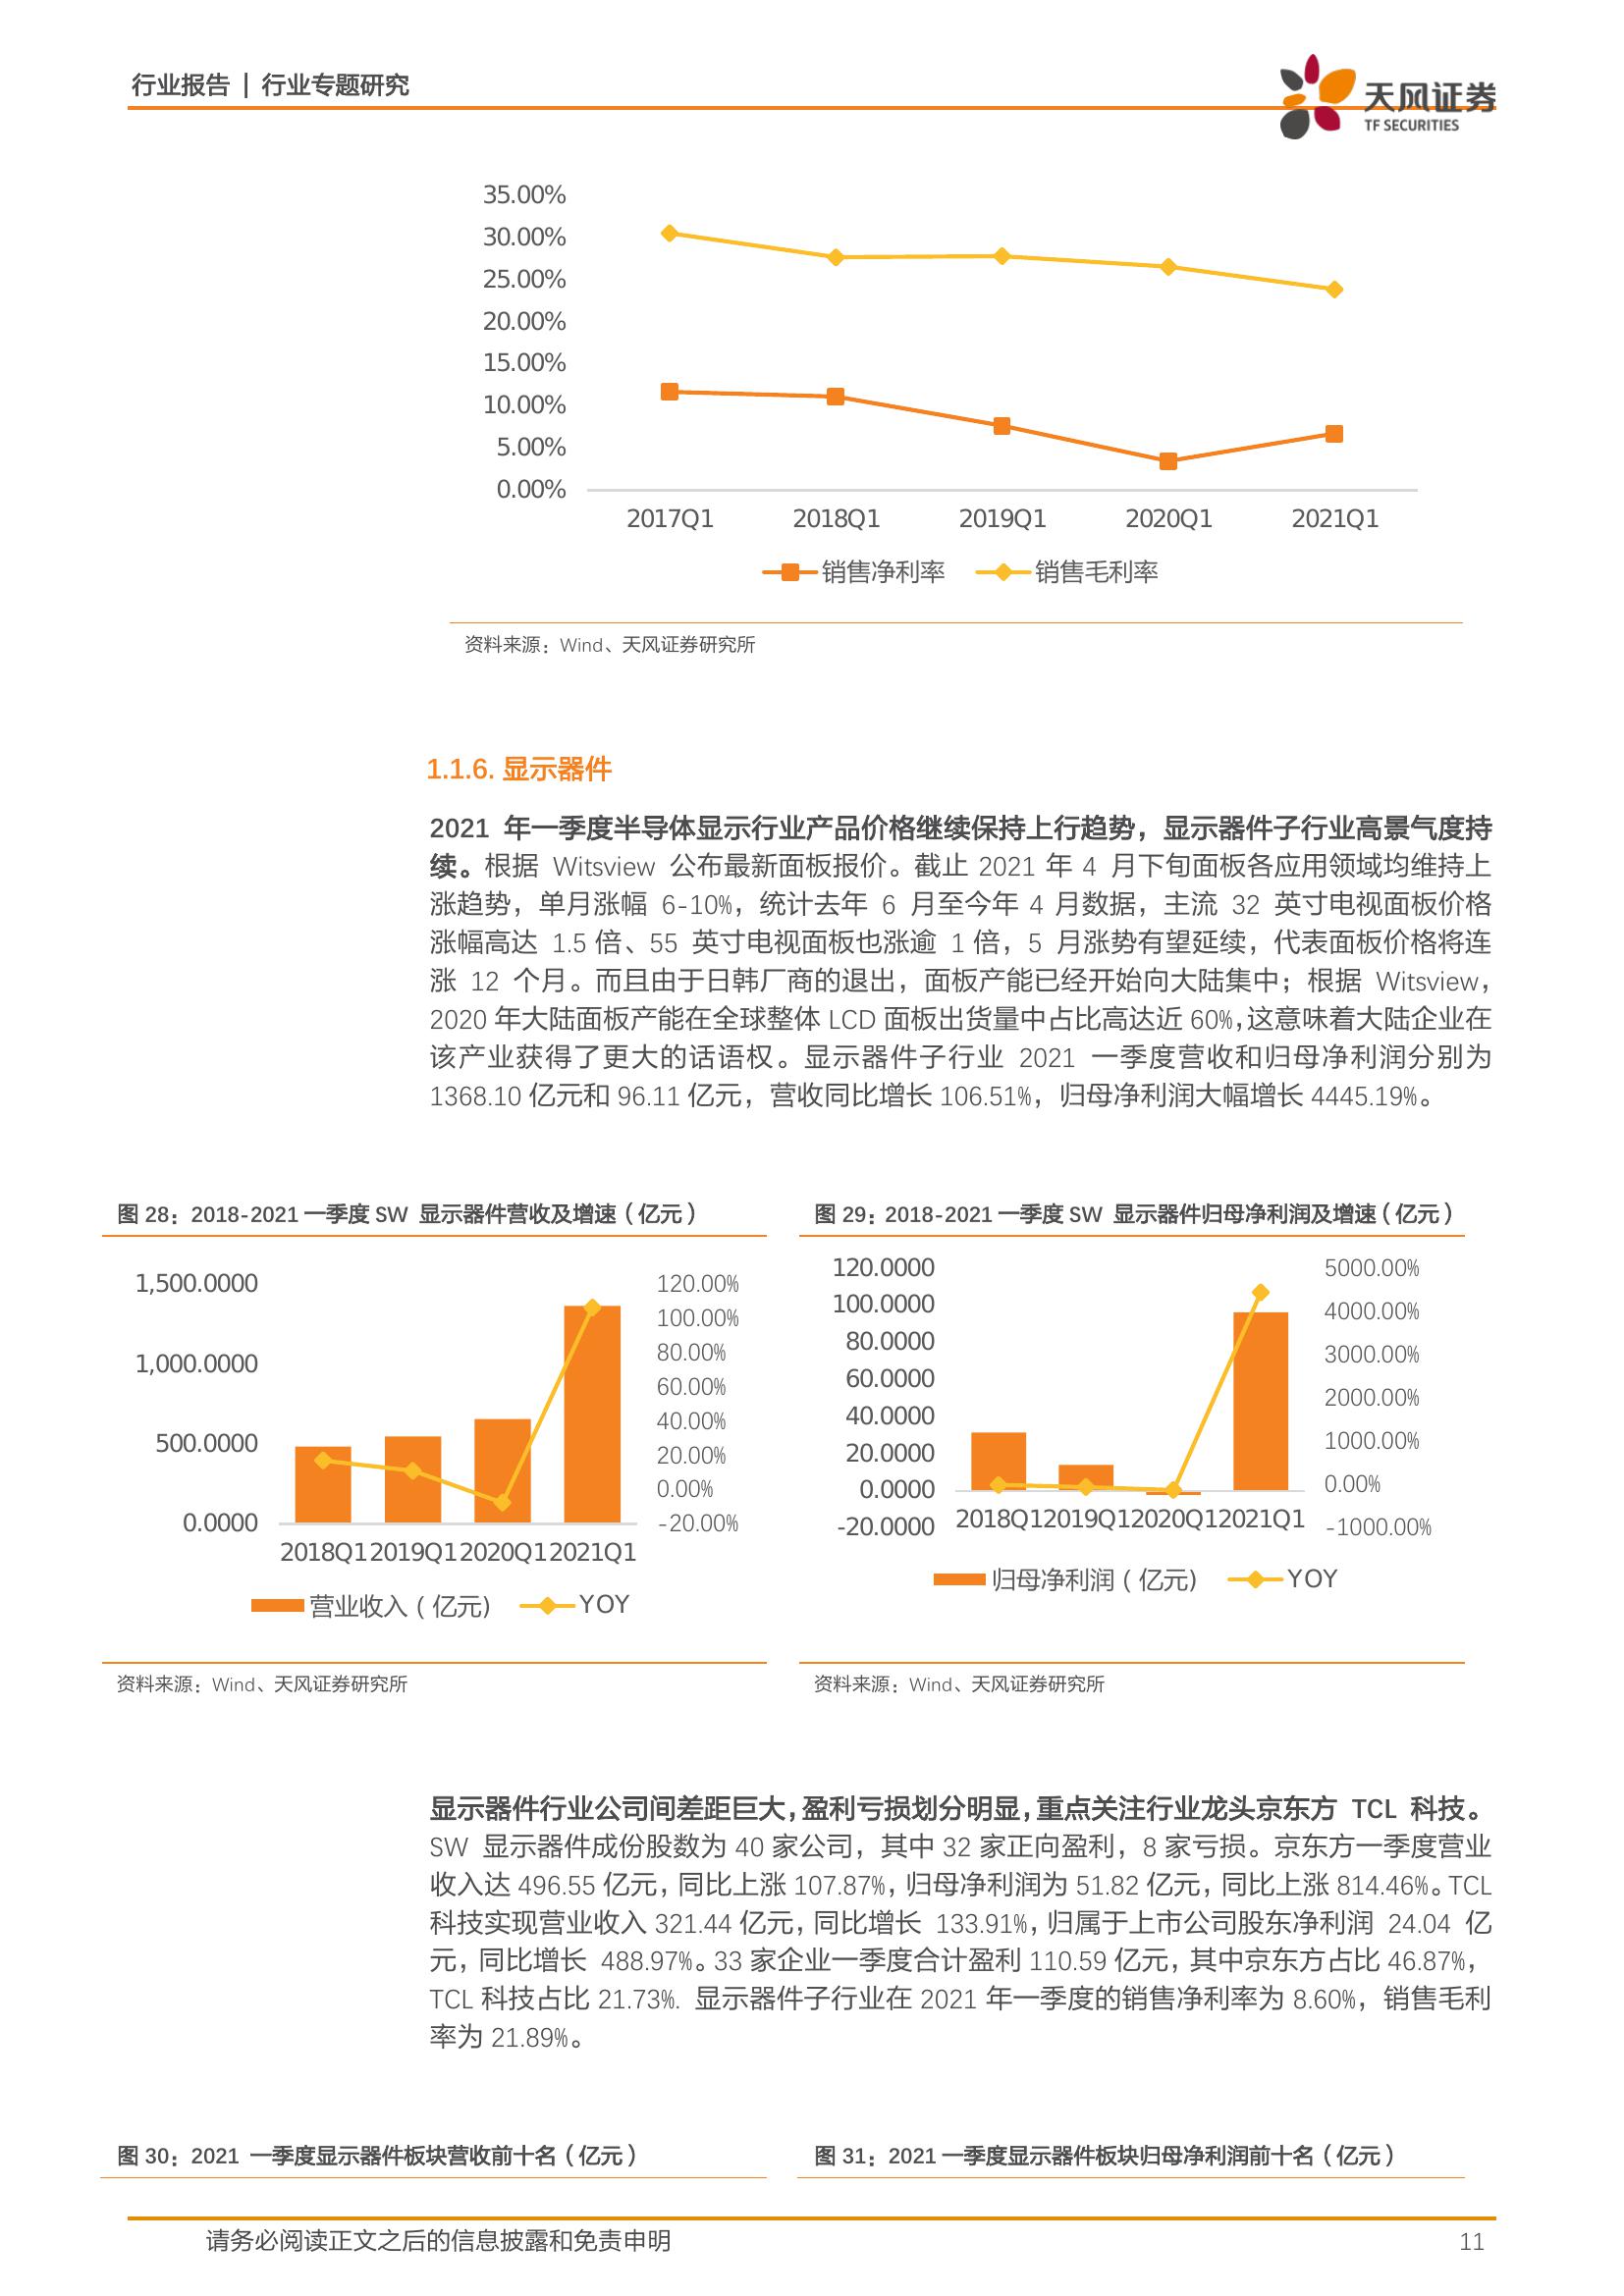 行业报告 | 行业专题研究
天风证券
TF SECURITIES
35.00%
30.00%
25.00%
20.00%
15.00%
10.00%
5.00%
0.00%
2017Q1 2018Q1 2019Q1 2020Q1 2021Q1
销售净利率 销售毛利率
资料来源：Wind、天风证券研究所
1.1.6. 显示器件
2021 年一季度半导体显示行业产品价格继续保持上行趋势，显示器件子行业高景气度持
续。根据 Witsview 公布最新面板报价。截止 2021 年 4 月下旬面板各应用领域均维持上
涨趋势，单月涨幅 6-10%，统计去年 6 月至今年 4 月数据，主流 32 英寸电视面板价格
涨幅高达 1.5 倍、55 英寸电视面板也涨逾 1 倍，5 月涨势有望延续，代表面板价格将连
涨 12 个月。而且由于日韩厂商的退出，面板产能已经开始向大陆集中；根据 Witsview，
2020 年大陆面板产能在全球整体 LCD 面板出货量中占比高达近 60%，这意味着大陆企业在
该产业获得了更大的话语权。显示器件子行业 2021 一季度营收和归母净利润分别为
1368.10 亿元和 96.11 亿元，营收同比增长 106.51%，归母净利润大幅增长 4445.19%。
图 28：2018-2021 一季度 SW 显示器件营收及增速（亿元）
1,500.0000
1,000.0000
500.0000
0.0000
120.00%
100.00%
80.00%
60.00%
40.00%
20.00%
0.00%
-20.00%
2018Q1 2019Q1 2020Q1 2021Q1
营业收入（亿元） YOY
资料来源：Wind、天风证券研究所
图 29：2018-2021 一季度 SW 显示器件归母净利润及增速（亿元）
120.0000
100.0000
80.0000
60.0000
40.0000
20.0000
0.0000
-20.0000
5000.00%
4000.00%
3000.00%
2000.00%
1000.00%
0.00%
-1000.00%
2018Q1 2019Q1 2020Q1 2021Q1
归母净利润（亿元） YOY
资料来源：Wind、天风证券研究所
显示器件行业公司间差距巨大，盈利亏损划分明显，重点关注行业龙头京东方 TCL 科技。
SW 显示器件成份股数为 40 家公司，其中 32 家正向盈利，8 家亏损。京东方一季度营业
收入达 496.55 亿元，同比上涨 107.87%，归母净利润为 51.82 亿元，同比上涨 814.46%。TCL
科技实现营业收入 321.44 亿元，同比增长 133.91%，归属于上市公司股东净利润 24.04 亿
元，同比增长 488.97%。33 家企业一季度合计盈利 110.59 亿元，其中京东方占比 46.87%，
TCL 科技占比 21.73%. 显示器件子行业在 2021 年一季度的销售净利率为 8.60%，销售毛利
率为 21.89%。
图 30：2021 一季度显示器件板块营收前十名（亿元）
图 31：2021 一季度显示器件板块归母净利润前十名（亿元）
请务必阅读正文之后的信息披露和免责申明
11